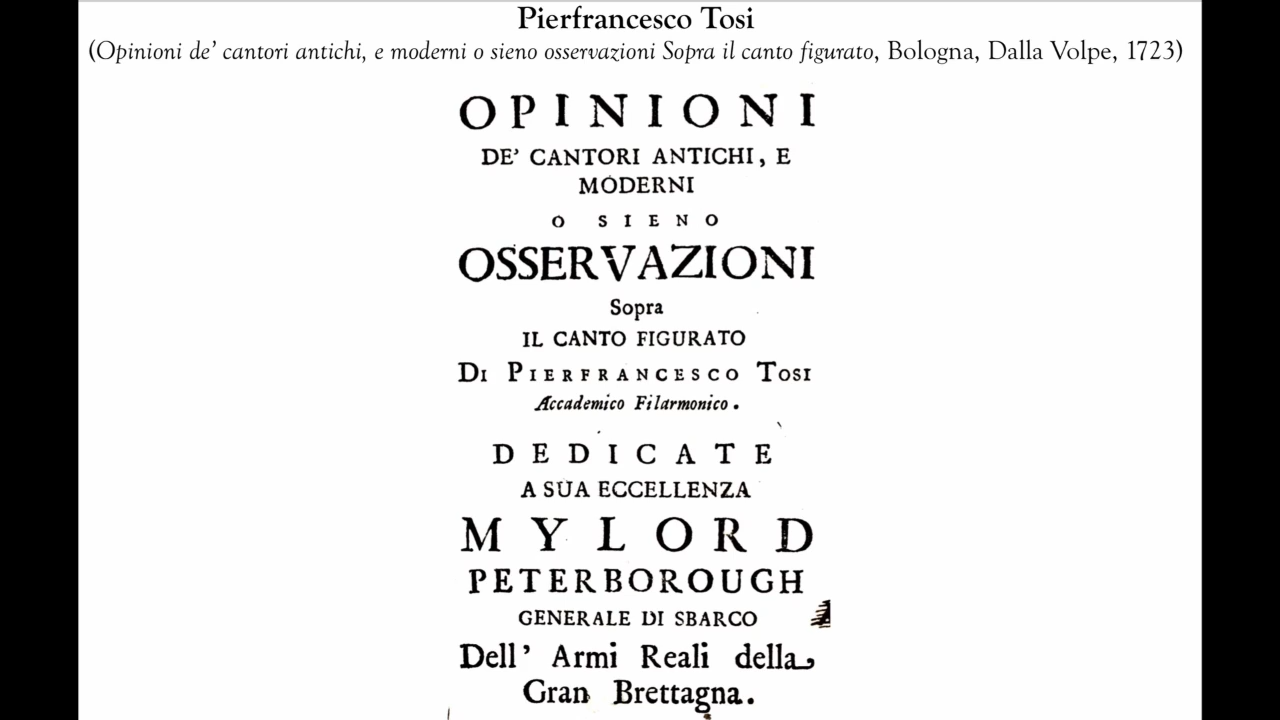 Pierfrancesco Tosi
(Opinioni de' cantori antichi, e moderni o sieno osservazioni Sopra il canto figurato, Bologna, Dalla Volpe, 1723)
OPINIONI
DE' CANTORI ANTICHI, E
MODERNI
O SIENO
OSSERVAZIONI
Sopra
IL CANTO FIGURATO
DI PIERFRANCESCO TOSI
Accademico Filarmonico.
DEDICATE
A SUA ECCELLENZA
MYLORD
PETERBOROUGH
GENERALE DI SBARCO
Dell' Armi Reali della
Gran Brettagna.